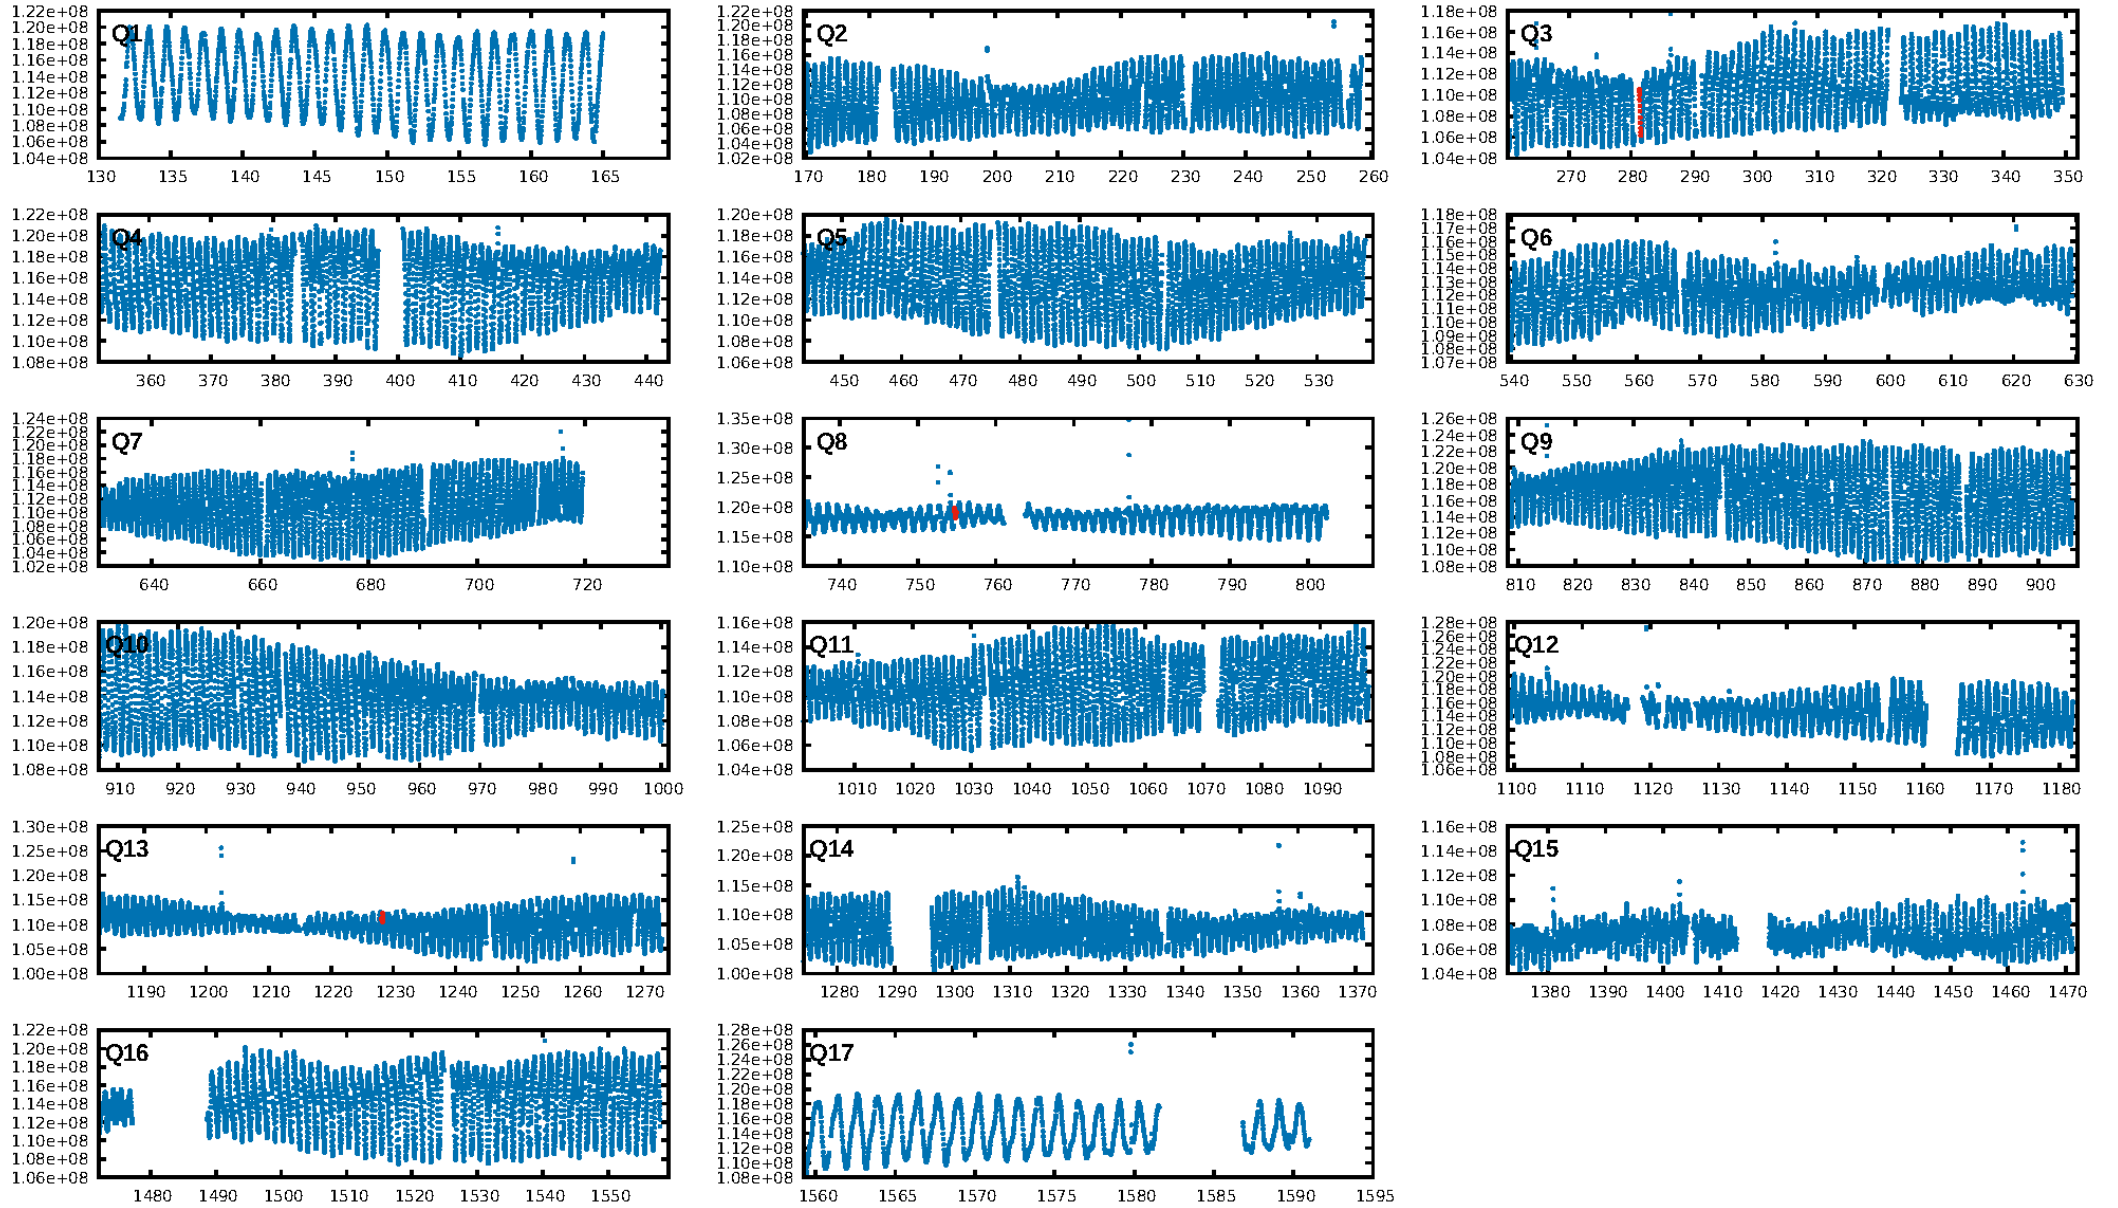 Q1
1.22e+08
1.20e+08
1.18e+08
1.16e+08
1.14e+08
1.12e+08
1.10e+08
1.08e+08
1.06e+08
1.04e+08
130 135 140 145 150 155 160 165
Q2
1.22e+08
1.20e+08
1.18e+08
1.16e+08
1.14e+08
1.12e+08
1.10e+08
1.08e+08
1.06e+08
1.04e+08
1.02e+08
170 180 190 200 210 220 230 240 250 260
Q3
1.18e+08
1.16e+08
1.14e+08
1.12e+08
1.10e+08
1.08e+08
1.06e+08
1.04e+08
270 280 290 300 310 320 330 340 350
Q4
1.22e+08
1.20e+08
1.18e+08
1.16e+08
1.14e+08
1.12e+08
1.10e+08
1.08e+08
360 370 380 390 400 410 420 430 440
Q5
1.20e+08
1.18e+08
1.16e+08
1.14e+08
1.12e+08
1.10e+08
1.08e+08
1.06e+08
450 460 470 480 490 500 510 520 530
Q6
1.18e+08
1.17e+08
1.16e+08
1.15e+08
1.14e+08
1.13e+08
1.12e+08
1.11e+08
1.10e+08
1.09e+08
1.08e+08
1.07e+08
540 550 560 570 580 590 600 610 620 630
Q7
1.24e+08
1.22e+08
1.20e+08
1.18e+08
1.16e+08
1.14e+08
1.12e+08
1.10e+08
1.08e+08
1.06e+08
1.04e+08
1.02e+08
640 660 680 700 720
Q8
1.35e+08
1.30e+08
1.25e+08
1.20e+08
1.15e+08
1.10e+08
740 750 760 770 780 790 800
Q9
1.26e+08
1.24e+08
1.22e+08
1.20e+08
1.18e+08
1.16e+08
1.14e+08
1.12e+08
1.10e+08
1.08e+08
810 820 830 840 850 860 870 880 890 900
Q10
1.20e+08
1.18e+08
1.16e+08
1.14e+08
1.12e+08
1.10e+08
1.08e+08
910 920 930 940 950 960 970 980 990 1000
Q11
1.16e+08
1.14e+08
1.12e+08
1.10e+08
1.08e+08
1.06e+08
1.04e+08
1010 1020 1030 1040 1050 1060 1070 1080 1090
Q12
1.28e+08
1.26e+08
1.24e+08
1.22e+08
1.20e+08
1.18e+08
1.16e+08
1.14e+08
1.12e+08
1.10e+08
1.08e+08
1.06e+08
1100 1110 1120 1130 1140 1150 1160 1170 1180
Q13
1.30e+08
1.25e+08
1.20e+08
1.15e+08
1.10e+08
1.05e+08
1.00e+08
1190 1200 1210 1220 1230 1240 1250 1260 1270
Q14
1.25e+08
1.20e+08
1.15e+08
1.10e+08
1.05e+08
1.00e+08
1280 1290 1300 1310 1320 1330 1340 1350 1360 1370
Q15
1.16e+08
1.14e+08
1.12e+08
1.10e+08
1.08e+08
1.06e+08
1.04e+08
1380 1390 1400 1410 1420 1430 1440 1450 1460 1470
Q16
1.22e+08
1.20e+08
1.18e+08
1.16e+08
1.14e+08
1.12e+08
1.10e+08
1.08e+08
1.06e+08
1480 1490 1500 1510 1520 1530 1540 1550
Q17
1.28e+08
1.26e+08
1.24e+08
1.22e+08
1.20e+08
1.18e+08
1.16e+08
1.14e+08
1.12e+08
1.10e+08
1.08e+08
1560 1565 1570 1575 1580 1585 1590 1595